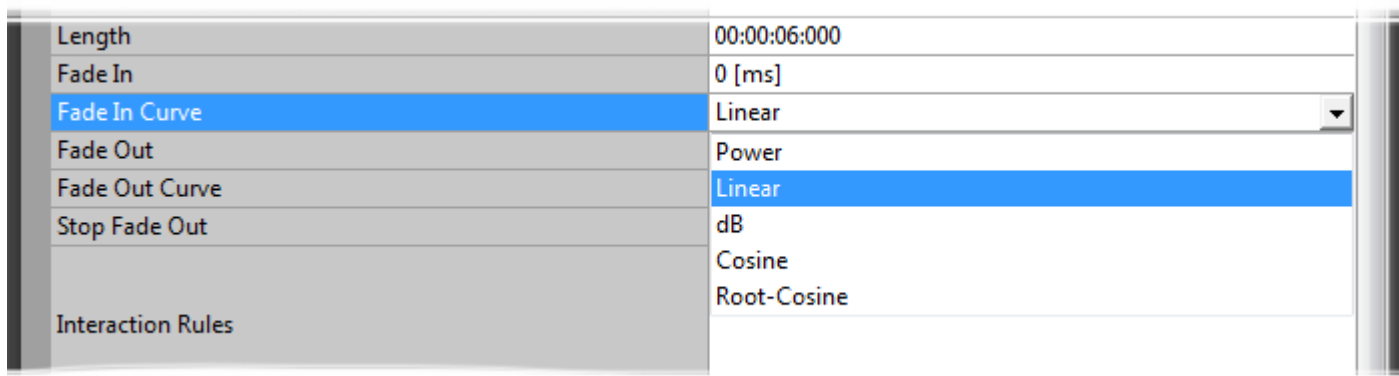 Length 00:00:06:000
Fade In 0 [ms]
Fade In Curve Linear
Fade Out Power
Fade Out Curve Linear
Stop Fade Out dB
Cosine
Root-Cosine
Interaction Rules